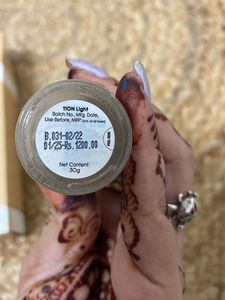 11ON Light
Batch No., Mfg. Date,
Use Before, MRP (Incl. of all taxes)
B.031-02/22
01/25-Rs.1200.00
Net Content:
30g